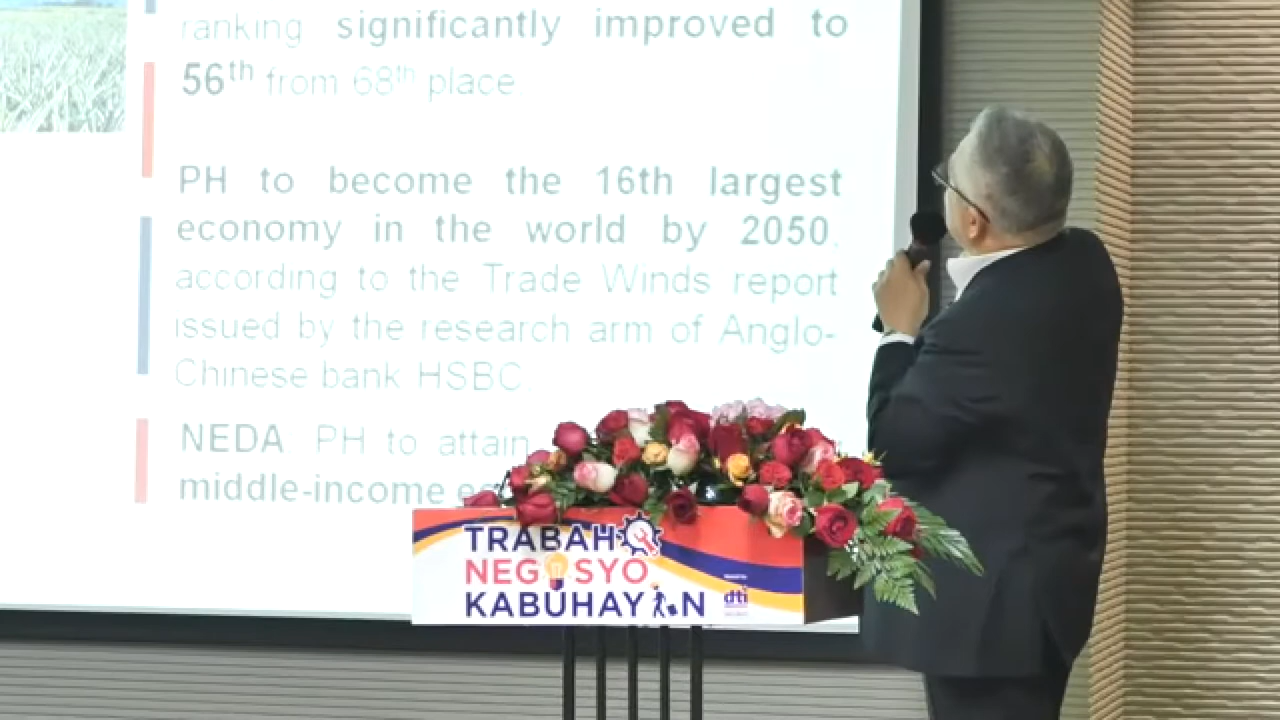 ranking significantly improved to
56th from 68th place.
PH to become the 16th largest
economy in the world by 2050,
according to the Trade Winds report
issued by the research arm of Anglo-
Chinese bank HSBC.
NEDA: PH to attain
middle-income
TRABAHO
NEGOSYO
KABUHAYAN
dti